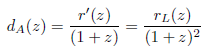 d_A(z) = \frac{r'(z)}{(1+z)} = \frac{r_L(z)}{(1+z)^2}